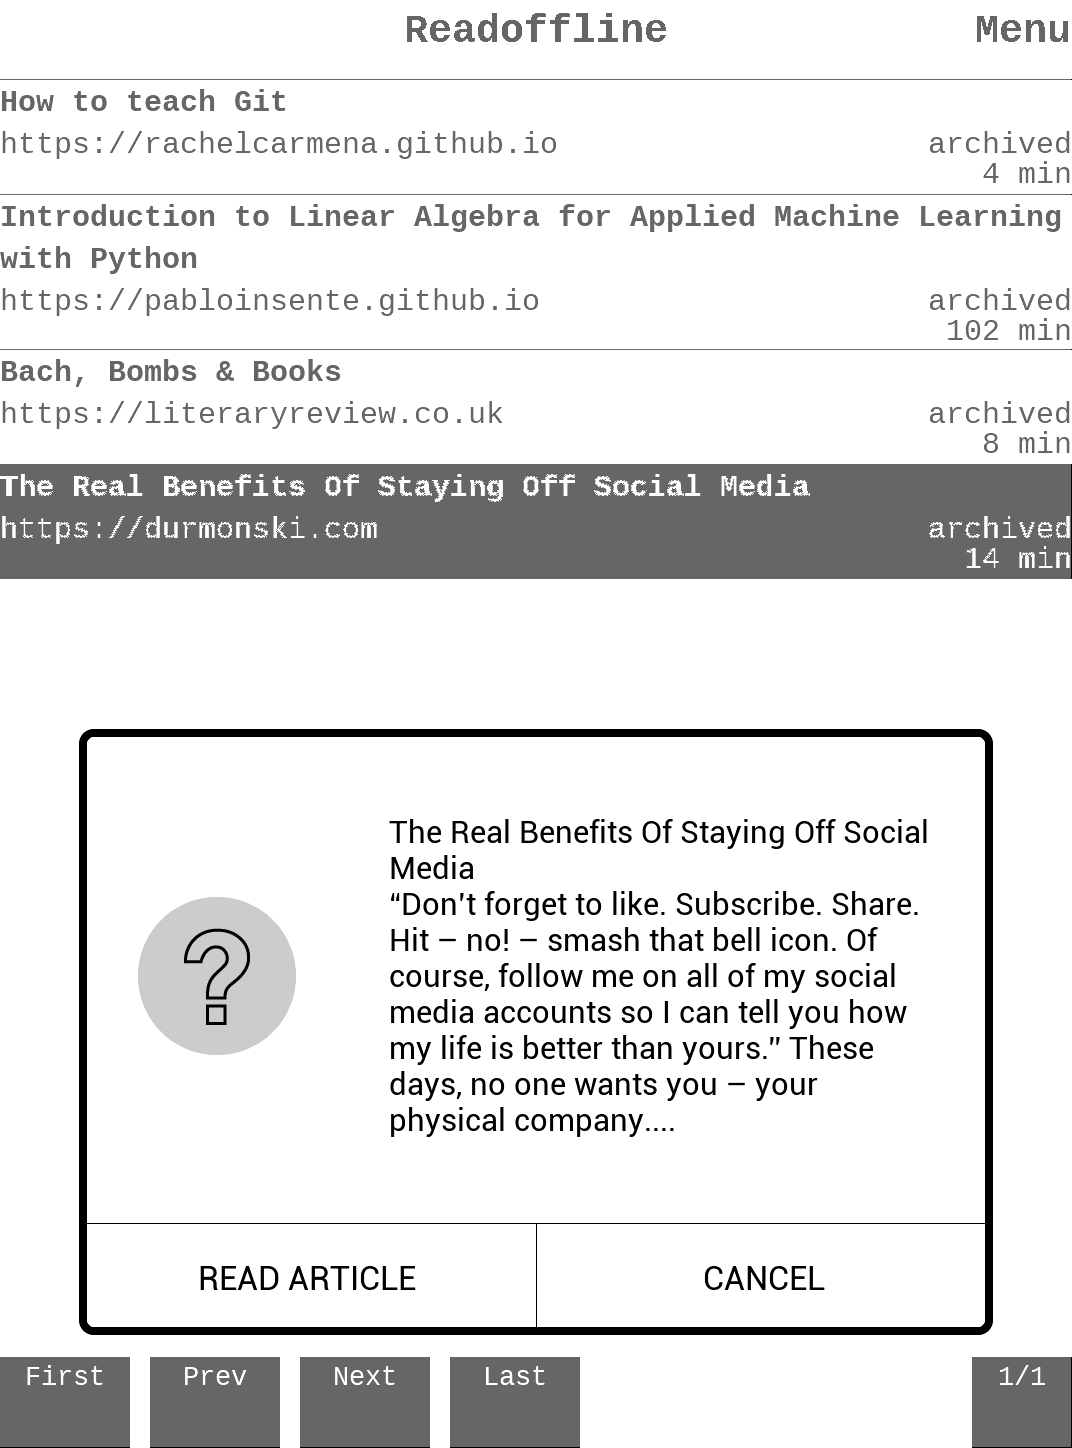 Readoffline Menu
How to teach Git
https://rachelcarmena.github.io archived
4 min
Introduction to Linear Algebra for Applied Machine Learning
with Python
https://pabloinsente.github.io archived
102 min
Bach, Bombs & Books
https://literaryreview.co.uk archived
8 min
The Real Benefits Of Staying Off Social Media
https://durmonski.com archived
14 min
The Real Benefits Of Staying Off Social
Media
“Don’t forget to like. Subscribe. Share.
Hit – no! – smash that bell icon. Of
course, follow me on all of my social
media accounts so I can tell you how
my life is better than yours.” These
days, no one wants you – your
physical company....
READ ARTICLE CANCEL
First Prev Next Last 1/1